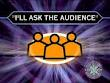 "I'LL ASK THE AUDIENCE"